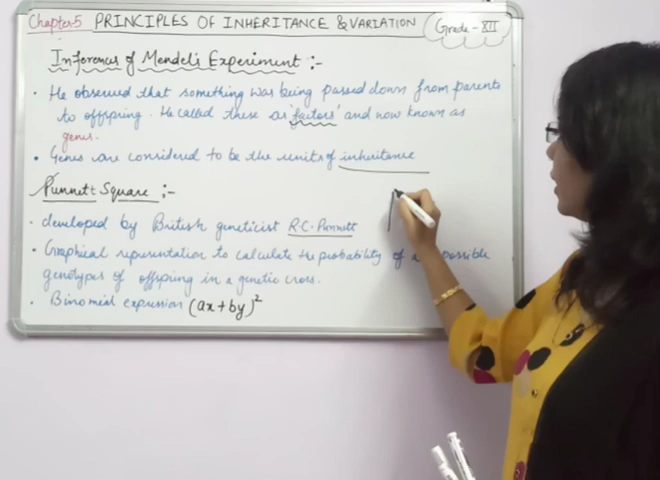 Chapter-5 PRINCIPLES OF INHERITANCE & VARIATION
Grade - XII
Inferences of Mendel's Experiment :-
• He observed that something was being passed down from parents
to offspring. He called these as 'factors' and now known as
genes.
• Genes are considered to be the units of inheritance
Punnett Square :-
• developed by British geneticist R.C. Punnett
• Graphical representation to calculate the probability of possible
genotypes of offspring in a genetic cross.
• Binomial expression (ax+by)²